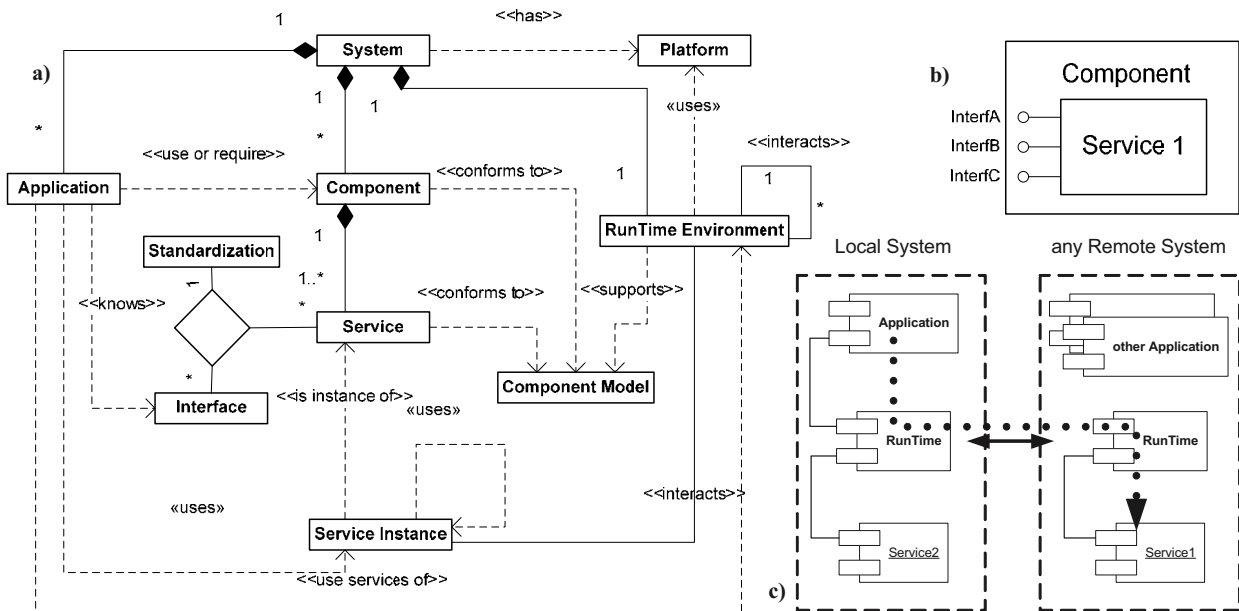 a)
1
<<has>>
System
Platform
1
1
«uses»
*
*
<<use or require>>
Application
Component
<<conforms to>>
1
<<interacts>>
1
*
RunTime Environment
Standardization
1
1
1..*
<<knows>>
*
Service
<<conforms to>>
<<supports>>
*
Interface
<<is instance of>>
«uses»
Component Model
«uses»
<<interacts>>
Service Instance
<<use services of>>
b)
Component
InterfA
InterfB
InterfC
Service 1
Local System
any Remote System
Application
other Application
RunTime
RunTime
Service2
Service1
c)